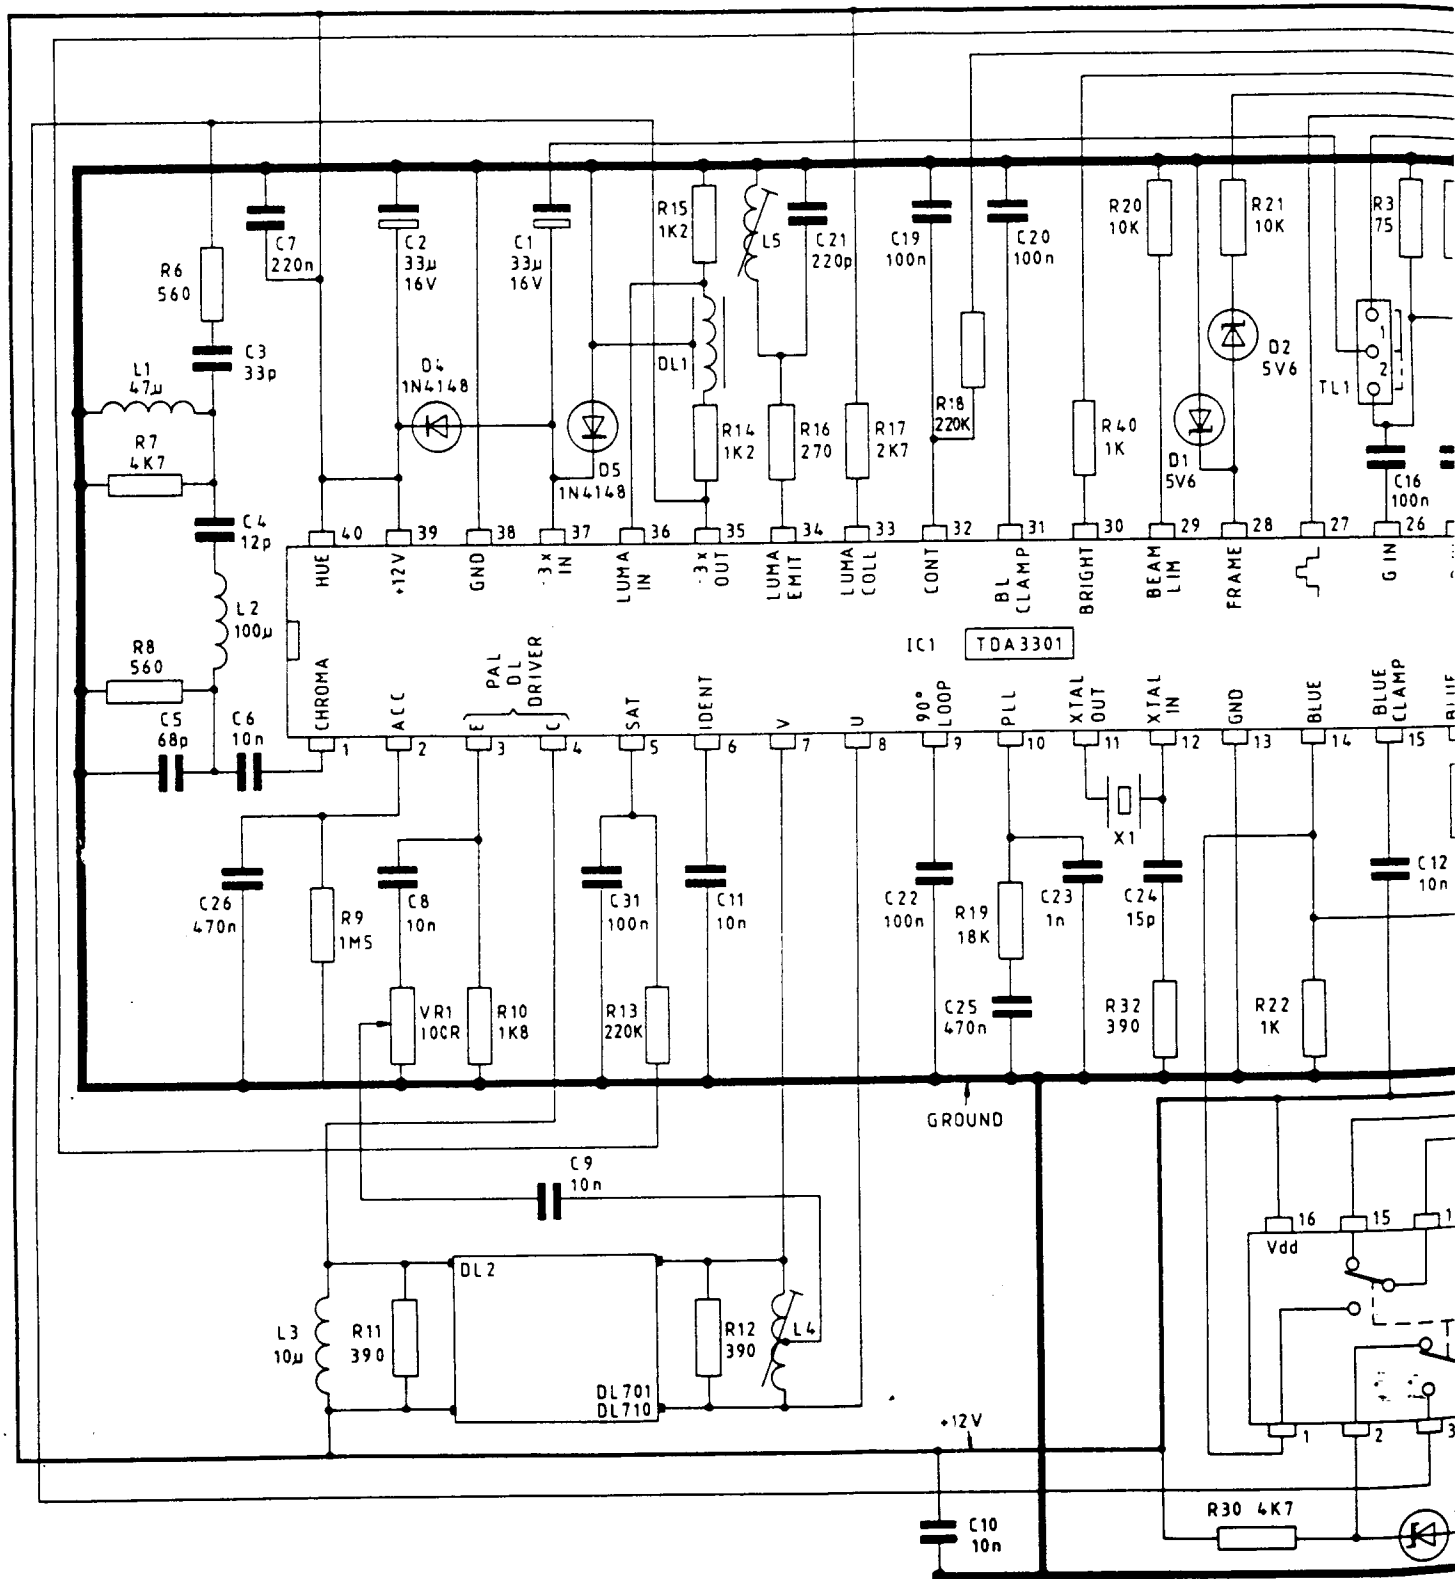 C7
220n
C2
33µ
16V
C1
33µ
16V
R15
1K2
L5
C21
220p
C19
100n
C20
100n
R20
10K
R21
10K
R3
75
R6
560
C3
33p
L1
47µ
D4
1N4148
DL1
R18
220K
D2
5V6
1
2
TL1
R7
4K7
D5
1N4148
R14
1K2
R16
270
R17
2K7
R40
1K
D1
5V6
C16
100n
C4
12p
40
39
38
37
36
35
34
33
32
31
30
29
28
27
26
HUE
+12V
GND
-3x
IN
LUMA
IN
-3x
OUT
LUMA
EMIT
LUMA
COLL
CONT
BL
CLAMP
BRIGHT
BEAM
LIM
FRAME
G IN
L2
100µ
R8
560
IC1
TDA3301
CHROMA
ACC
PAL
DL
DRIVER
E
C
SAT
IDENT
V
U
90°
LOOP
PLL
XTAL
OUT
XTAL
IN
GND
BLUE
BLUE
CLAMP
BLUE
C5
68p
C6
10n
1
2
3
4
5
6
7
8
9
10
11
12
13
14
15
X1
C26
470n
R9
1M5
C8
10n
C31
100n
C11
10n
C22
100n
R19
18K
C23
1n
C24
15p
C12
10n
VR1
100R
R10
1K8
R13
220K
C25
470n
R32
390
R22
1K
GROUND
C9
10n
16
15
1
Vdd
DL2
L3
10µ
R11
390
R12
390
L4
DL701
DL710
+12V
1
2
3
R30 4K7
C10
10n